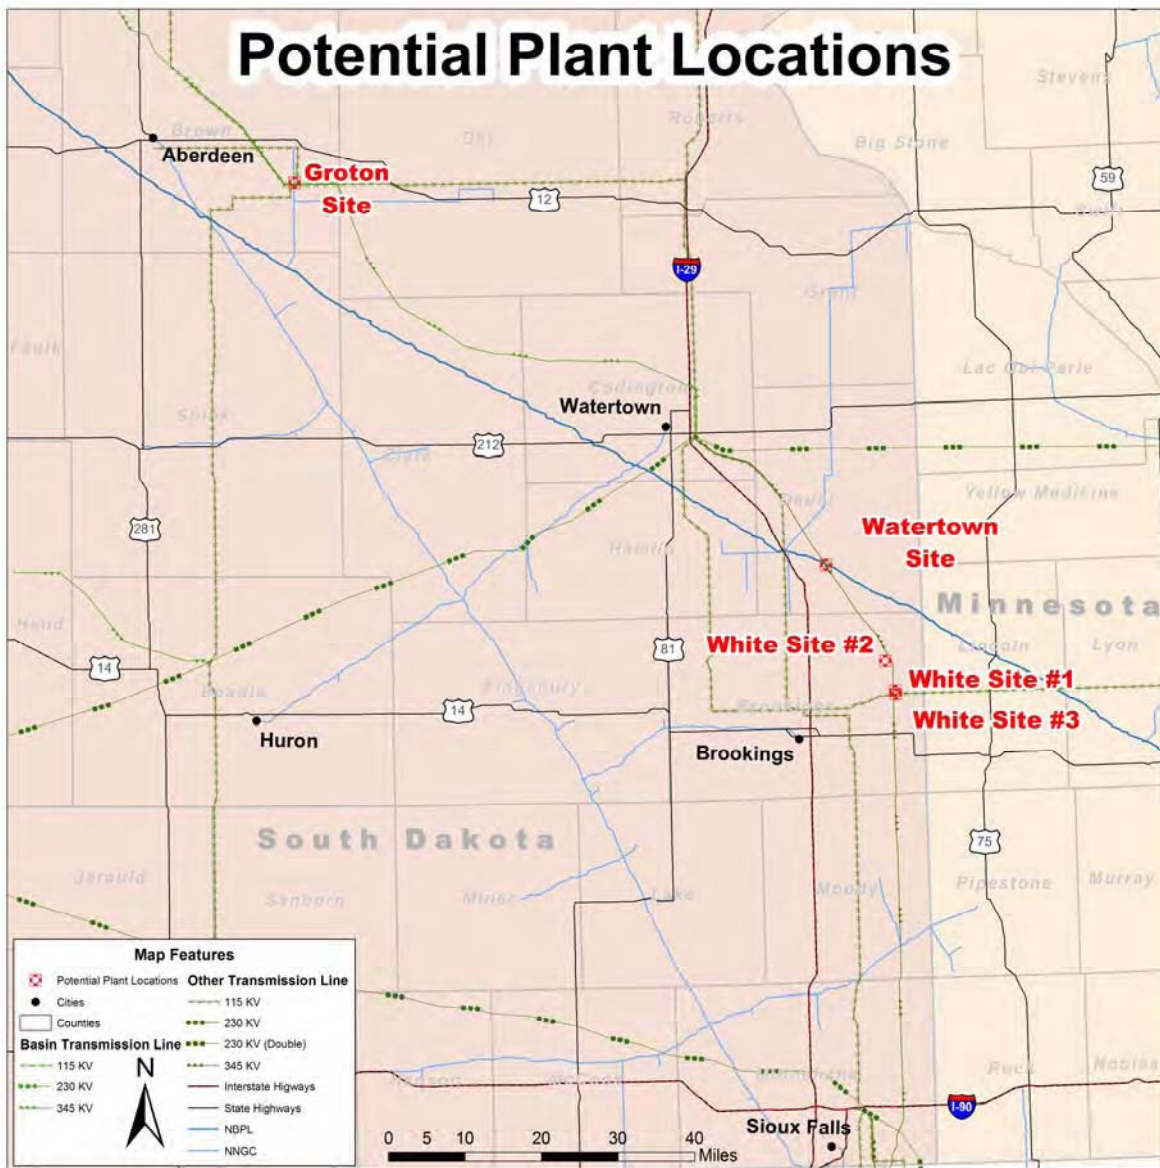 Potential Plant Locations
Stevens
Brown
Day
Roberts
Big Stone
Aberdeen
Groton
Site
12
59
Swift
I-29
Grant
Faulk
Lac Qui Parle
Codington
Spink
Watertown
212
Clark
Deuel
Yellow Medicine
281
Hamlin
Watertown
Site
Minnesota
Hand
14
81
White Site #2
Lincoln
Lyon
White Site #1
Beadle
Kingsbury
14
Brookings
White Site #3
Huron
Brookings
South Dakota
75
Jerauld
Sanborn
Miner
Lake
Moody
Pipestone
Murray
Map Features
Potential Plant Locations
Cities
Counties
Basin Transmission Line
115 KV
230 KV
345 KV
N
Other Transmission Line
115 KV
230 KV
230 KV (Double)
345 KV
Interstate Higways
State Highways
NBPL
NNGC
Hanson
McCook
Minnehaha
Rock
Nobles
I-90
Sioux Falls
0 5 10 20 30 40
Miles